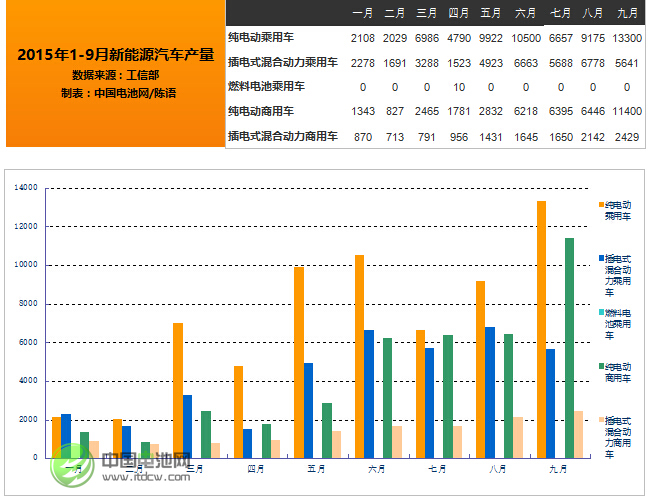 2015年1-9月新能源汽车产量
数据来源：工信部
制表：中国电池网/陈语
一月 二月 三月 四月 五月 六月 七月 八月 九月
纯电动乘用车 2108 2029 6986 4790 9922 10500 6657 9175 13300
插电式混合动力乘用车 2278 1691 3288 1523 4923 6663 5688 6778 5641
燃料电池乘用车 0 0 0 10 0 0 0 0 0
纯电动商用车 1343 827 2465 1781 2832 6218 6395 6446 11400
插电式混合动力商用车 870 713 791 956 1431 1645 1650 2142 2429
14000
12000
10000
8000
6000
4000
2000
0
一月 二月 三月 四月 五月 六月 七月 八月 九月
纯电动
乘用车
插电式
混合动
力乘用
车
燃料电
池乘用
车
纯电动
商用车
插电式
混合动
力商用
车
中国电池网
www.itdcw.com